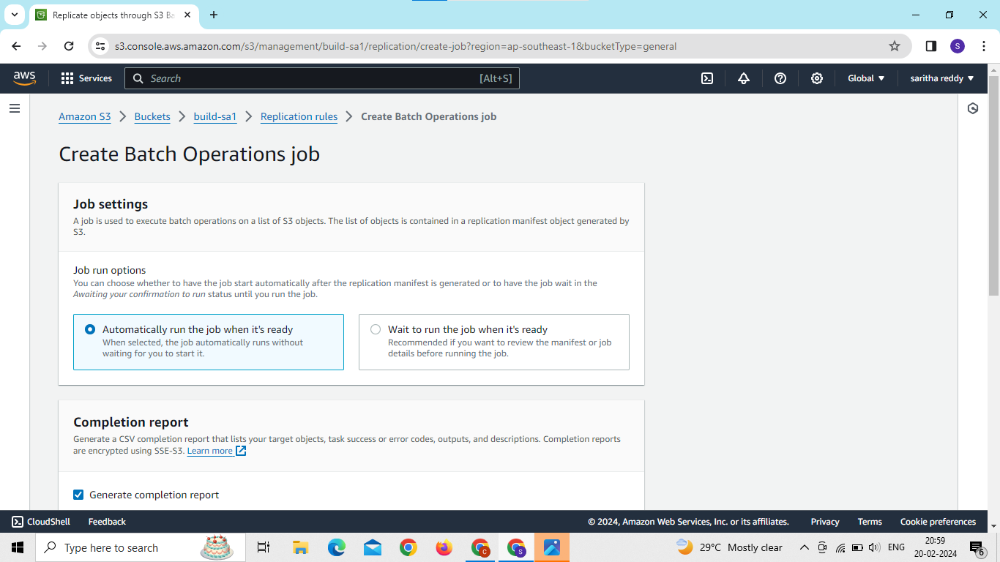 Replicate objects through S3 Ba
s3.console.aws.amazon.com/s3/management/build-sa1/replication/create-job?region=ap-southeast-1&bucketType=general
S
aws
Services
Search
[Alt+S]
Global
saritha reddy
Amazon S3
Buckets
build-sa1
Replication rules
Create Batch Operations job
Create Batch Operations job
Job settings
A job is used to execute batch operations on a list of S3 objects. The list of objects is contained in a replication manifest object generated by
S3.
Job run options
You can choose whether to have the job start automatically after the replication manifest is generated or to have the job wait in the
Awaiting your confirmation to run status until you run the job.
Automatically run the job when it's ready
When selected, the job automatically runs without
waiting for you to start it.
Wait to run the job when it's ready
Recommended if you want to review the manifest or job
details before running the job.
Completion report
Generate a CSV completion report that lists your target objects, task success or error codes, outputs, and descriptions. Completion reports
are encrypted using SSE-S3. Learn more
Generate completion report
CloudShell
Feedback
© 2024, Amazon Web Services, Inc. or its affiliates.
Privacy
Terms
Cookie preferences
Type here to search
C
S
29°C Mostly clear
ENG
20:59
20-02-2024
6